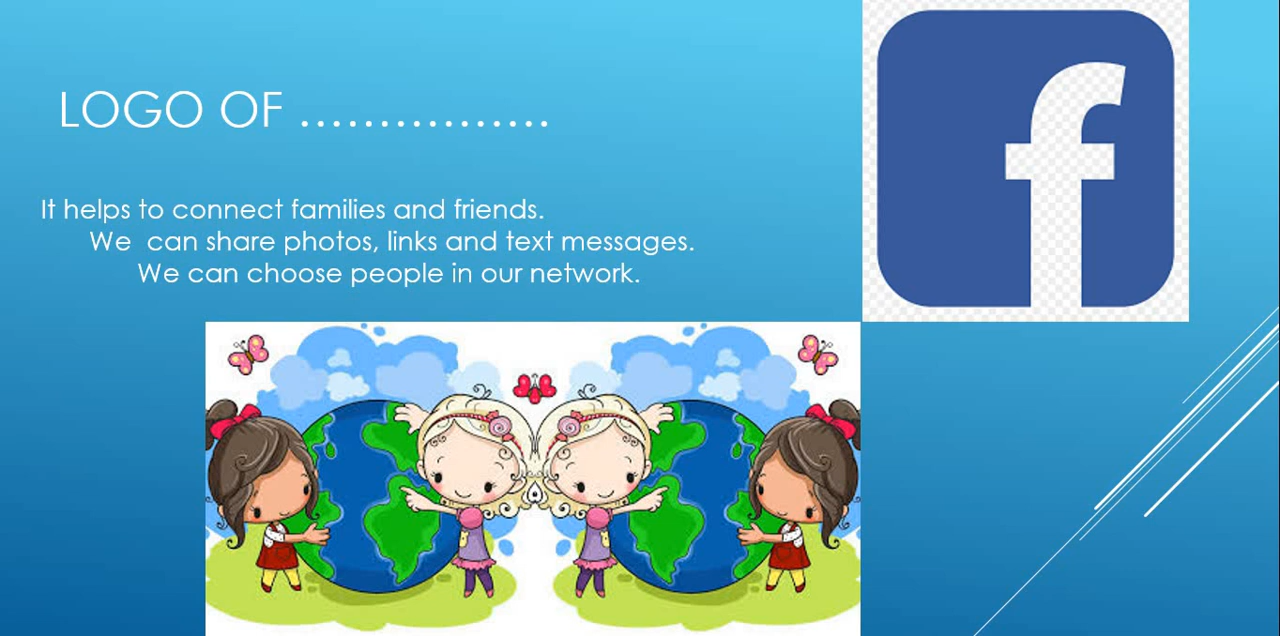 LOGO OF ................
It helps to connect families and friends.
We can share photos, links and text messages.
We can choose people in our network.
f